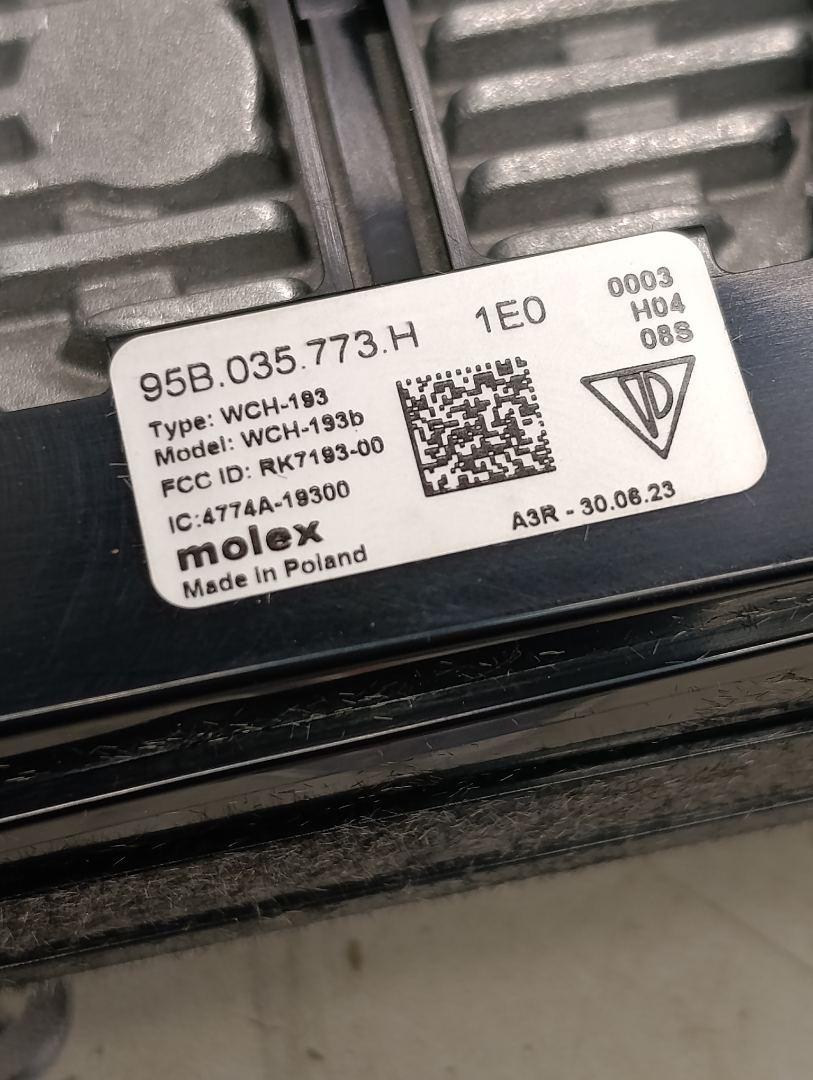 95B.035.773.H 1E0
0003
H04
08S
Type: WCH-193
Model: WCH-193b
FCC ID: RK7193-00
IC:4774A-19300
molex
Made in Poland
VD
A3R - 30.06.23